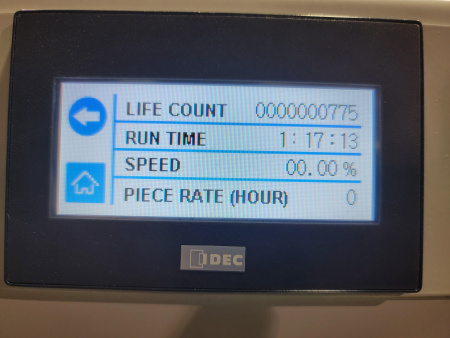 LIFE COUNT 0000000775
RUN TIME 1:17:13
SPEED 00.00 %
PIECE RATE (HOUR) 0
IDEC